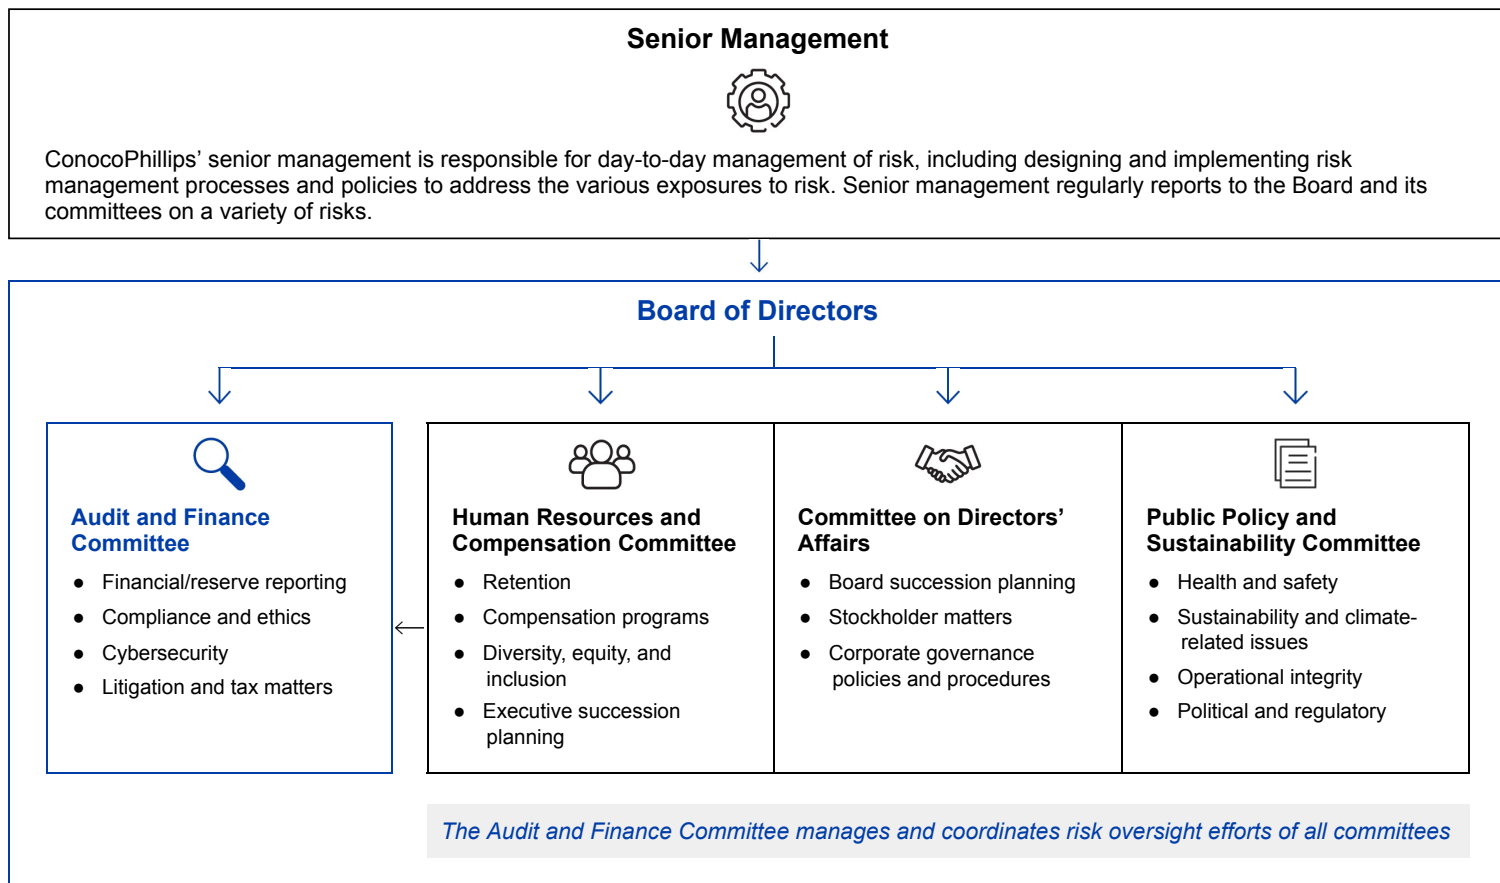 Senior Management
ConocoPhillips’ senior management is responsible for day-to-day management of risk, including designing and implementing risk
management processes and policies to address the various exposures to risk. Senior management regularly reports to the Board and its
committees on a variety of risks.
Board of Directors
Audit and Finance
Committee
● Financial/reserve reporting
● Compliance and ethics
● Cybersecurity
● Litigation and tax matters
Human Resources and
Compensation Committee
● Retention
● Compensation programs
● Diversity, equity, and
inclusion
● Executive succession
planning
Committee on Directors’
Affairs
● Board succession planning
● Stockholder matters
● Corporate governance
policies and procedures
Public Policy and
Sustainability Committee
● Health and safety
● Sustainability and climate-
related issues
● Operational integrity
● Political and regulatory
The Audit and Finance Committee manages and coordinates risk oversight efforts of all committees